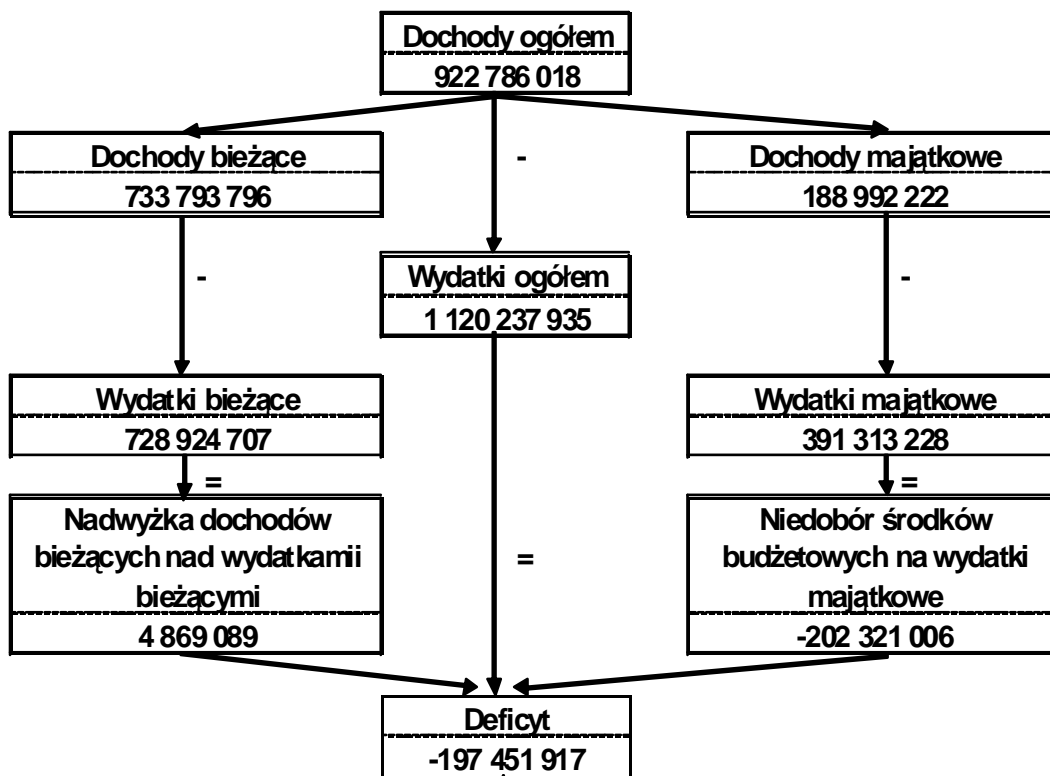 Dochody ogółem
922 786 018
Dochody bieżące
733 793 796
-
Dochody majątkowe
188 992 222
-
Wydatki ogółem
1 120 237 935
-
Wydatki bieżące
728 924 707
=
Wydatki majątkowe
391 313 228
=
Nadwyżka dochodów
bieżących nad wydatkamii
bieżącymi
4 869 089
=
Niedobór środków
budżetowych na wydatki
majątkowe
-202 321 006
Deficyt
-197 451 917